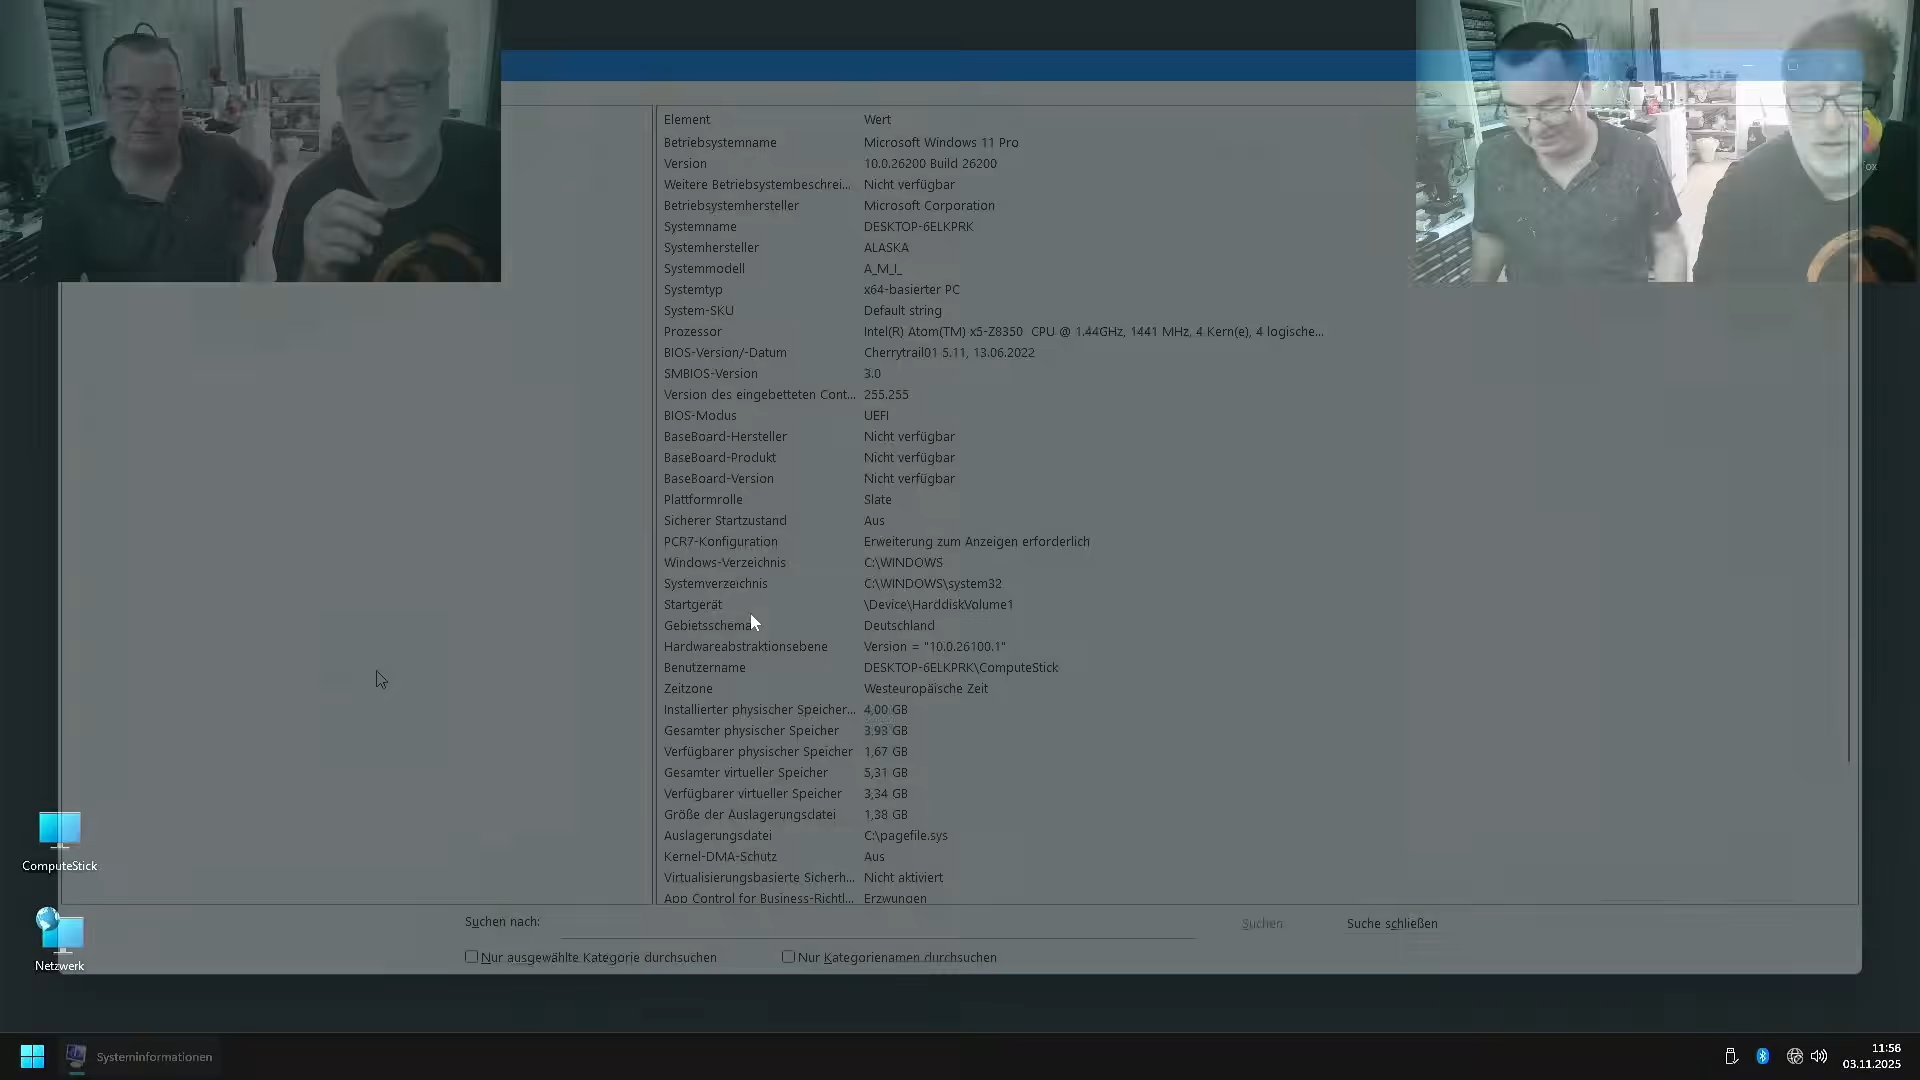 Element Wert
Betriebsystemname Microsoft Windows 11 Pro
Version 10.0.26200 Build 26200
Weitere Betriebsystembeschrei... Nicht verfügbar
Betriebsystemhersteller Microsoft Corporation
Systemname DESKTOP-6ELKPRK
Systemhersteller ALASKA
Systemmodell A_M_I_
Systemtyp x64-basierter PC
System-SKU Default string
Prozessor Intel(R) Atom(TM) x5-Z8350 CPU @ 1.44GHz, 1441 MHz, 4 Kern(e), 4 logische...
BIOS-Version/-Datum Cherrytrail01 5.11, 13.06.2022
SMBIOS-Version 3.0
Version des eingebetteten Cont... 255.255
BIOS-Modus UEFI
BaseBoard-Hersteller Nicht verfügbar
BaseBoard-Produkt Nicht verfügbar
BaseBoard-Version Nicht verfügbar
Plattformrolle Slate
Sicherer Startzustand Aus
PCR7-Konfiguration Erweiterung zum Anzeigen erforderlich
Windows-Verzeichnis C:\WINDOWS
Systemverzeichnis C:\WINDOWS\system32
Startgerät \Device\HarddiskVolume1
Gebietsschema Deutschland
Hardwareabstraktionsebene Version = "10.0.26100.1"
Benutzername DESKTOP-6ELKPRK\ComputeStick
Zeitzone Westeuropäische Zeit
Installierter physischer Speicher... 4,00 GB
Gesamter physischer Speicher 3,93 GB
Verfügbarer physischer Speicher 1,67 GB
Gesamter virtueller Speicher 5,31 GB
Verfügbarer virtueller Speicher 3,34 GB
Größe der Auslagerungsdatei 1,38 GB
Auslagerungsdatei C:\pagefile.sys
Kernel-DMA-Schutz Aus
Virtualisierungsbasierte Sicherh... Nicht aktiviert
App Control for Business-Richtl... Erzwungen
Suchen nach: Suchen Suche schließen
Nur ausgewählte Kategorie durchsuchen Nur Kategorienamen durchsuchen
fox
ComputeStick
Netzwerk
Systeminformationen
11:56
03.11.2025